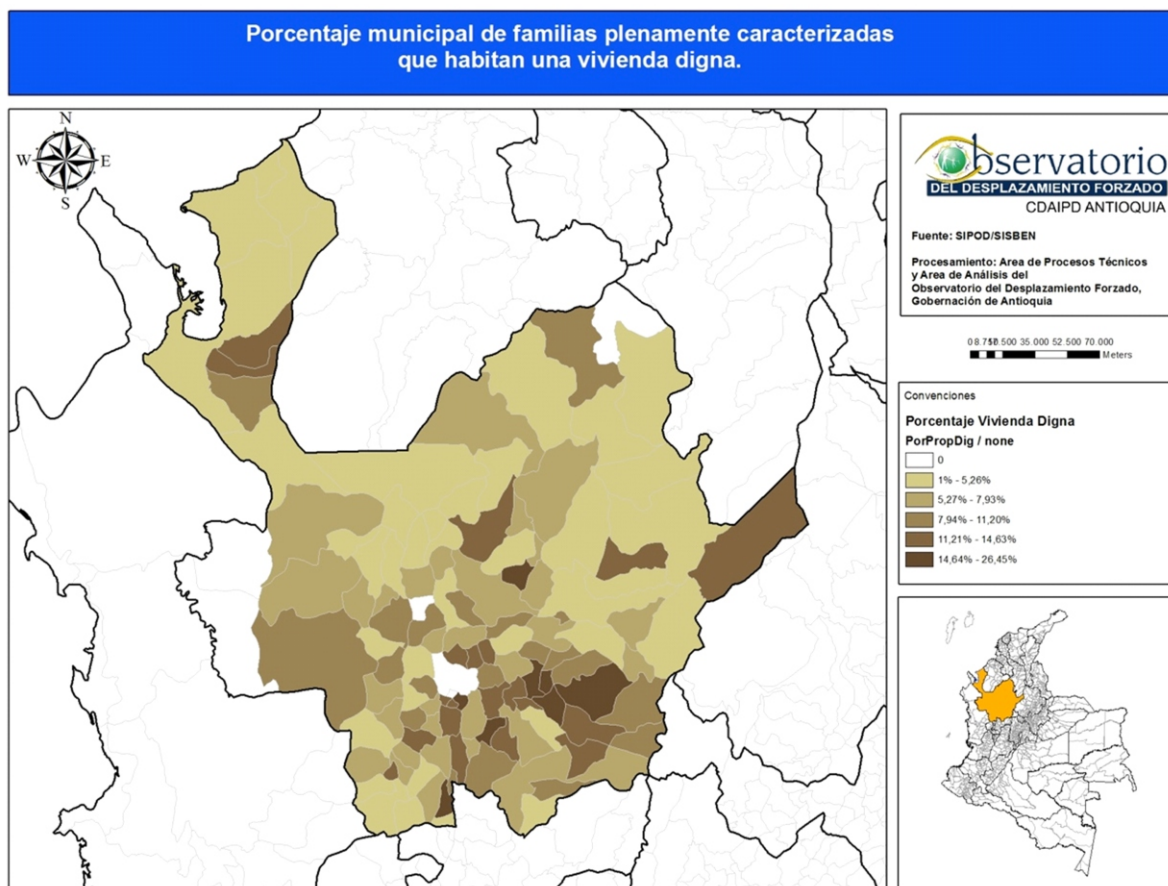 Porcentaje municipal de familias plenamente caracterizadas
que habitan una vivienda digna.
N
W
E
S
Observatorio
DEL DESPLAZAMIENTO FORZADO
CDAIPD ANTIOQUIA
Fuente: SIPOD/SISBEN
Procesamiento: Area de Procesos Técnicos
y Area de Análisis del
Observatorio del Desplazamiento Forzado,
Gobernación de Antioquia
35.000 52.500 70.000
Meters
Convenciones
Porcentaje Vivienda Digna
PorPropDig / none
0
1% - 5,26%
5,27% - 7,93%
7,94% - 11,20%
11,21% - 14,63%
14,64% - 26,45%